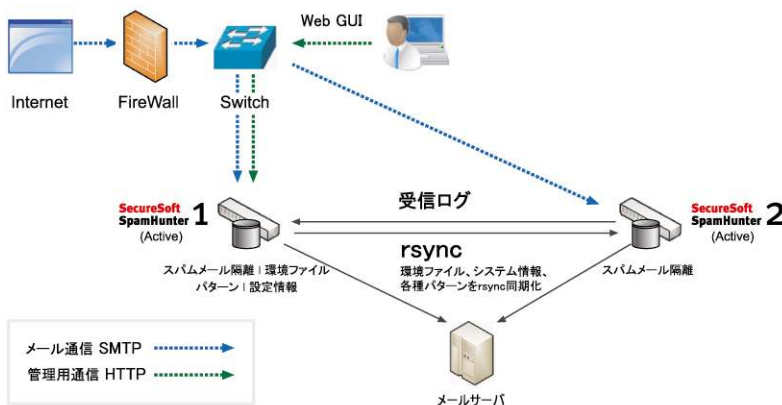 Web GUI
Internet
FireWall
Switch
SecureSoft
SpamHunter 1
(Active)
受信ログ
SecureSoft
SpamHunter 2
(Active)
rsync
スパムメール隔離 | 環境ファイル
パターン | 設定情報
環境ファイル、システム情報、
各種パターンをrsync同期化
スパムメール隔離
メール通信 SMTP
管理用通信 HTTP
メールサーバ